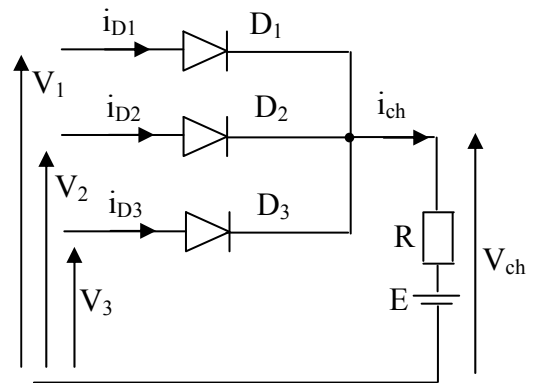 i_D1 D_1
V_1
i_D2 D_2 i_ch
V_2
i_D3 D_3
R
V_ch
V_3 E